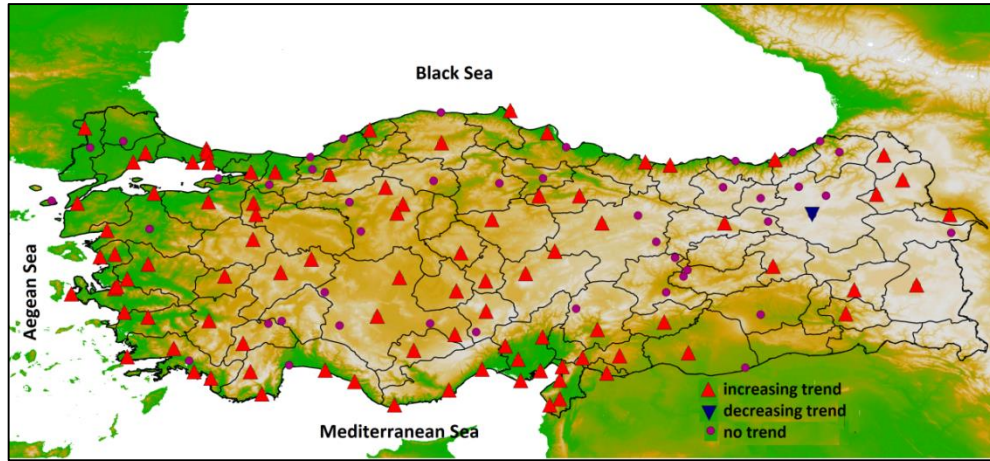 Black Sea
Aegean Sea
Mediterranean Sea
increasing trend
decreasing trend
no trend